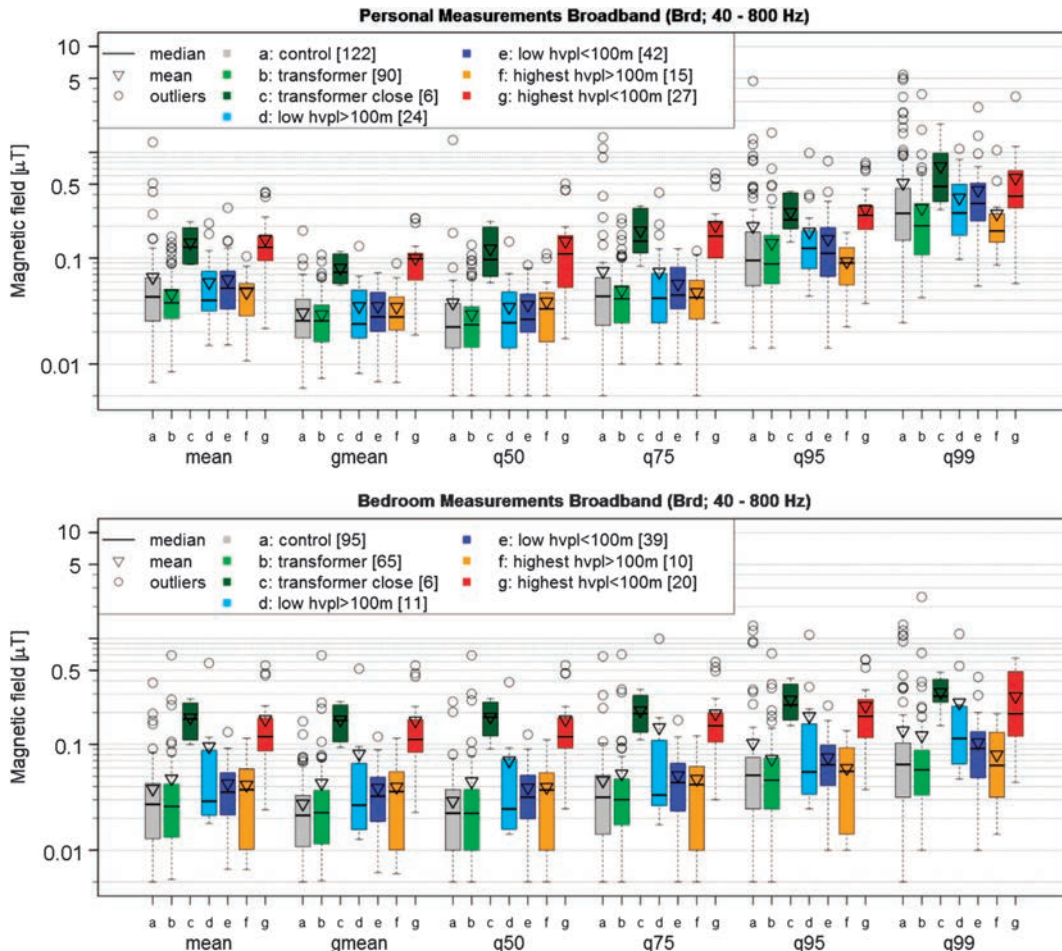 Personal Measurements Broadband (Brd; 40 - 800 Hz)
median
mean
outliers
a: control [122]
b: transformer [90]
c: transformer close [6]
d: low hvpl>100m [24]
e: low hvpl<100m [42]
f: highest hvpl>100m [15]
g: highest hvpl<100m [27]
Magnetic field [µT]
10
5
0.5
0.1
0.01
a b c d e f g a b c d e f g a b c d e f g a b c d e f g a b c d e f g a b c d e f g
mean gmean q50 q75 q95 q99
Bedroom Measurements Broadband (Brd; 40 - 800 Hz)
median
mean
outliers
a: control [95]
b: transformer [65]
c: transformer close [6]
d: low hvpl>100m [11]
e: low hvpl<100m [39]
f: highest hvpl>100m [10]
g: highest hvpl<100m [20]
Magnetic field [µT]
10
5
0.5
0.1
0.01
a b c d e f g a b c d e f g a b c d e f g a b c d e f g a b c d e f g a b c d e f g
mean gmean q50 q75 q95 q99